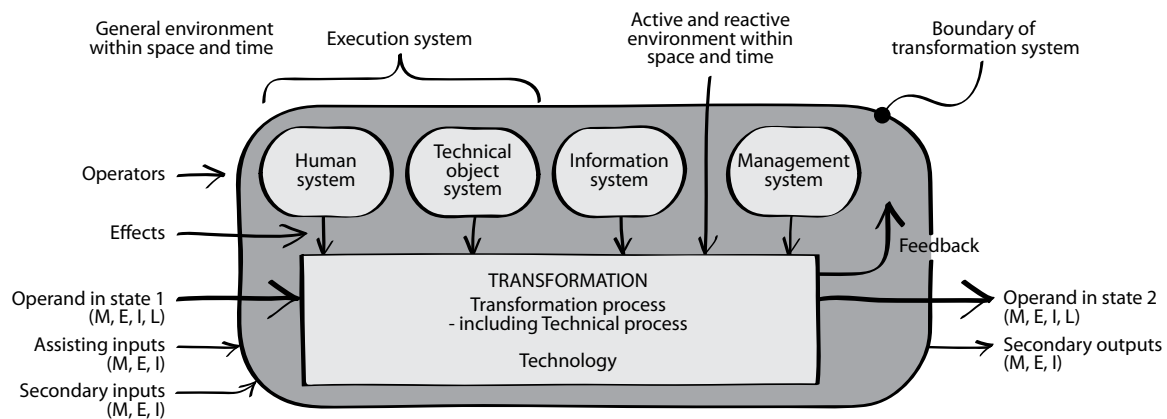 General environment
within space and time
Execution system
Active and reactive
environment within
space and time
Boundary of
transformation system
Operators
Human
system
Technical
object
system
Information
system
Management
system
Effects
Feedback
Operand in state 1
(M, E, I, L)
TRANSFORMATION
Transformation process
- including Technical process
Technology
Operand in state 2
(M, E, I, L)
Assisting inputs
(M, E, I)
Secondary outputs
(M, E, I)
Secondary inputs
(M, E, I)